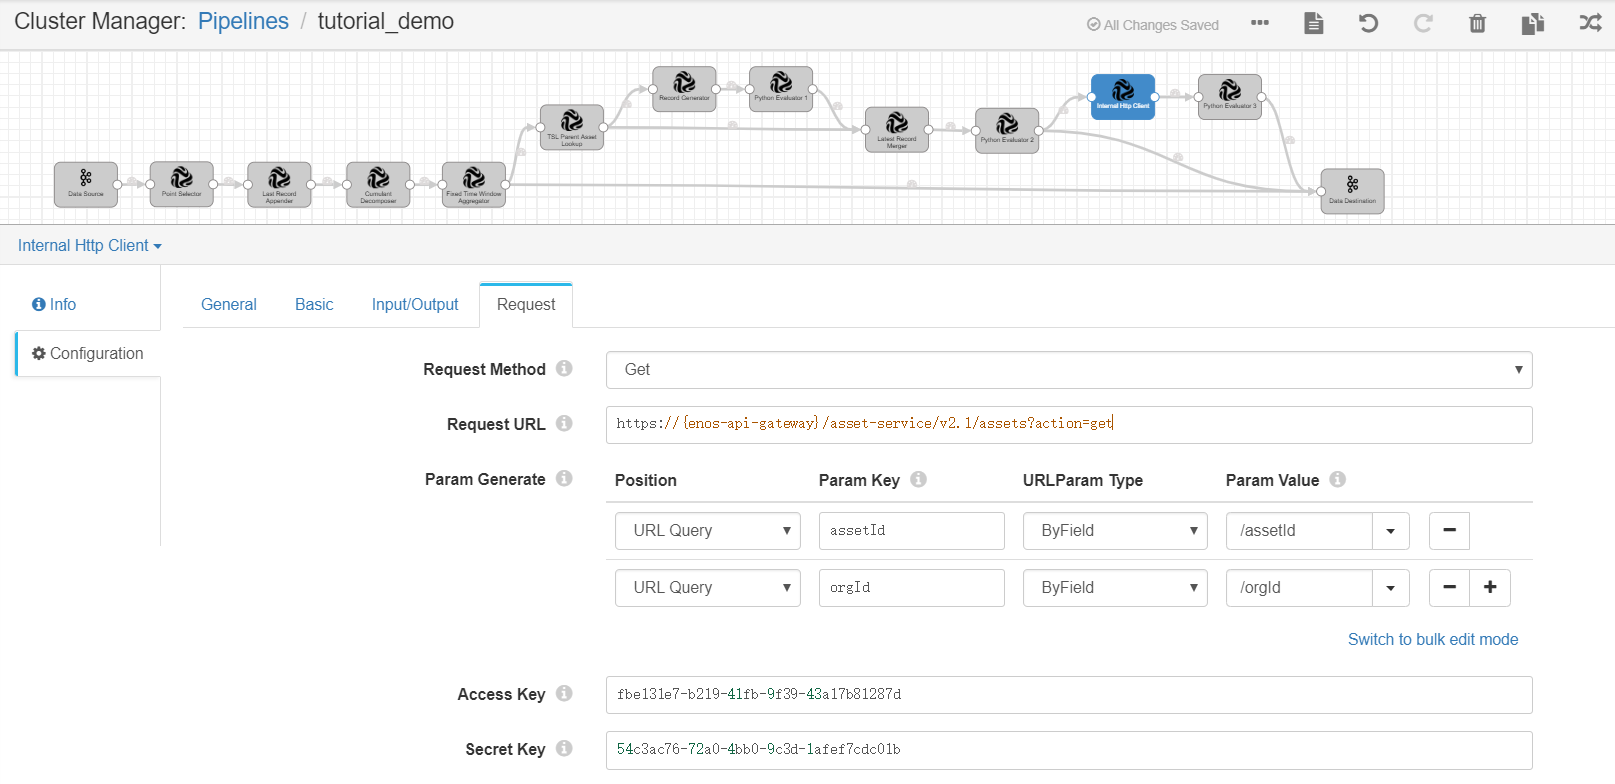 Cluster Manager: Pipelines / tutorial_demo
All Changes Saved
Record Generator
Python Evaluator 1
Internal Http Client
Python Evaluator 3
TSL Parent Asset
Lookup
Latest Record
Merger
Python Evaluator 2
Data Source
Point Selector
Last Record
Appender
Cumulant
Decomposer
Fixed Time Window
Aggregator
Data Destination
Internal Http Client
Info
Configuration
General Basic Input/Output Request
Request Method Get
Request URL https://{enos-api-gateway}/asset-service/v2.1/assets?action=get
Param Generate Position Param Key URLParam Type Param Value
URL Query assetId ByField /assetId
URL Query orgId ByField /orgId
Switch to bulk edit mode
Access Key fbe131e7-b219-41fb-9f39-43a17b81287d
Secret Key 54c3ac76-72a0-4bb0-9c3d-1afef7cdc01b